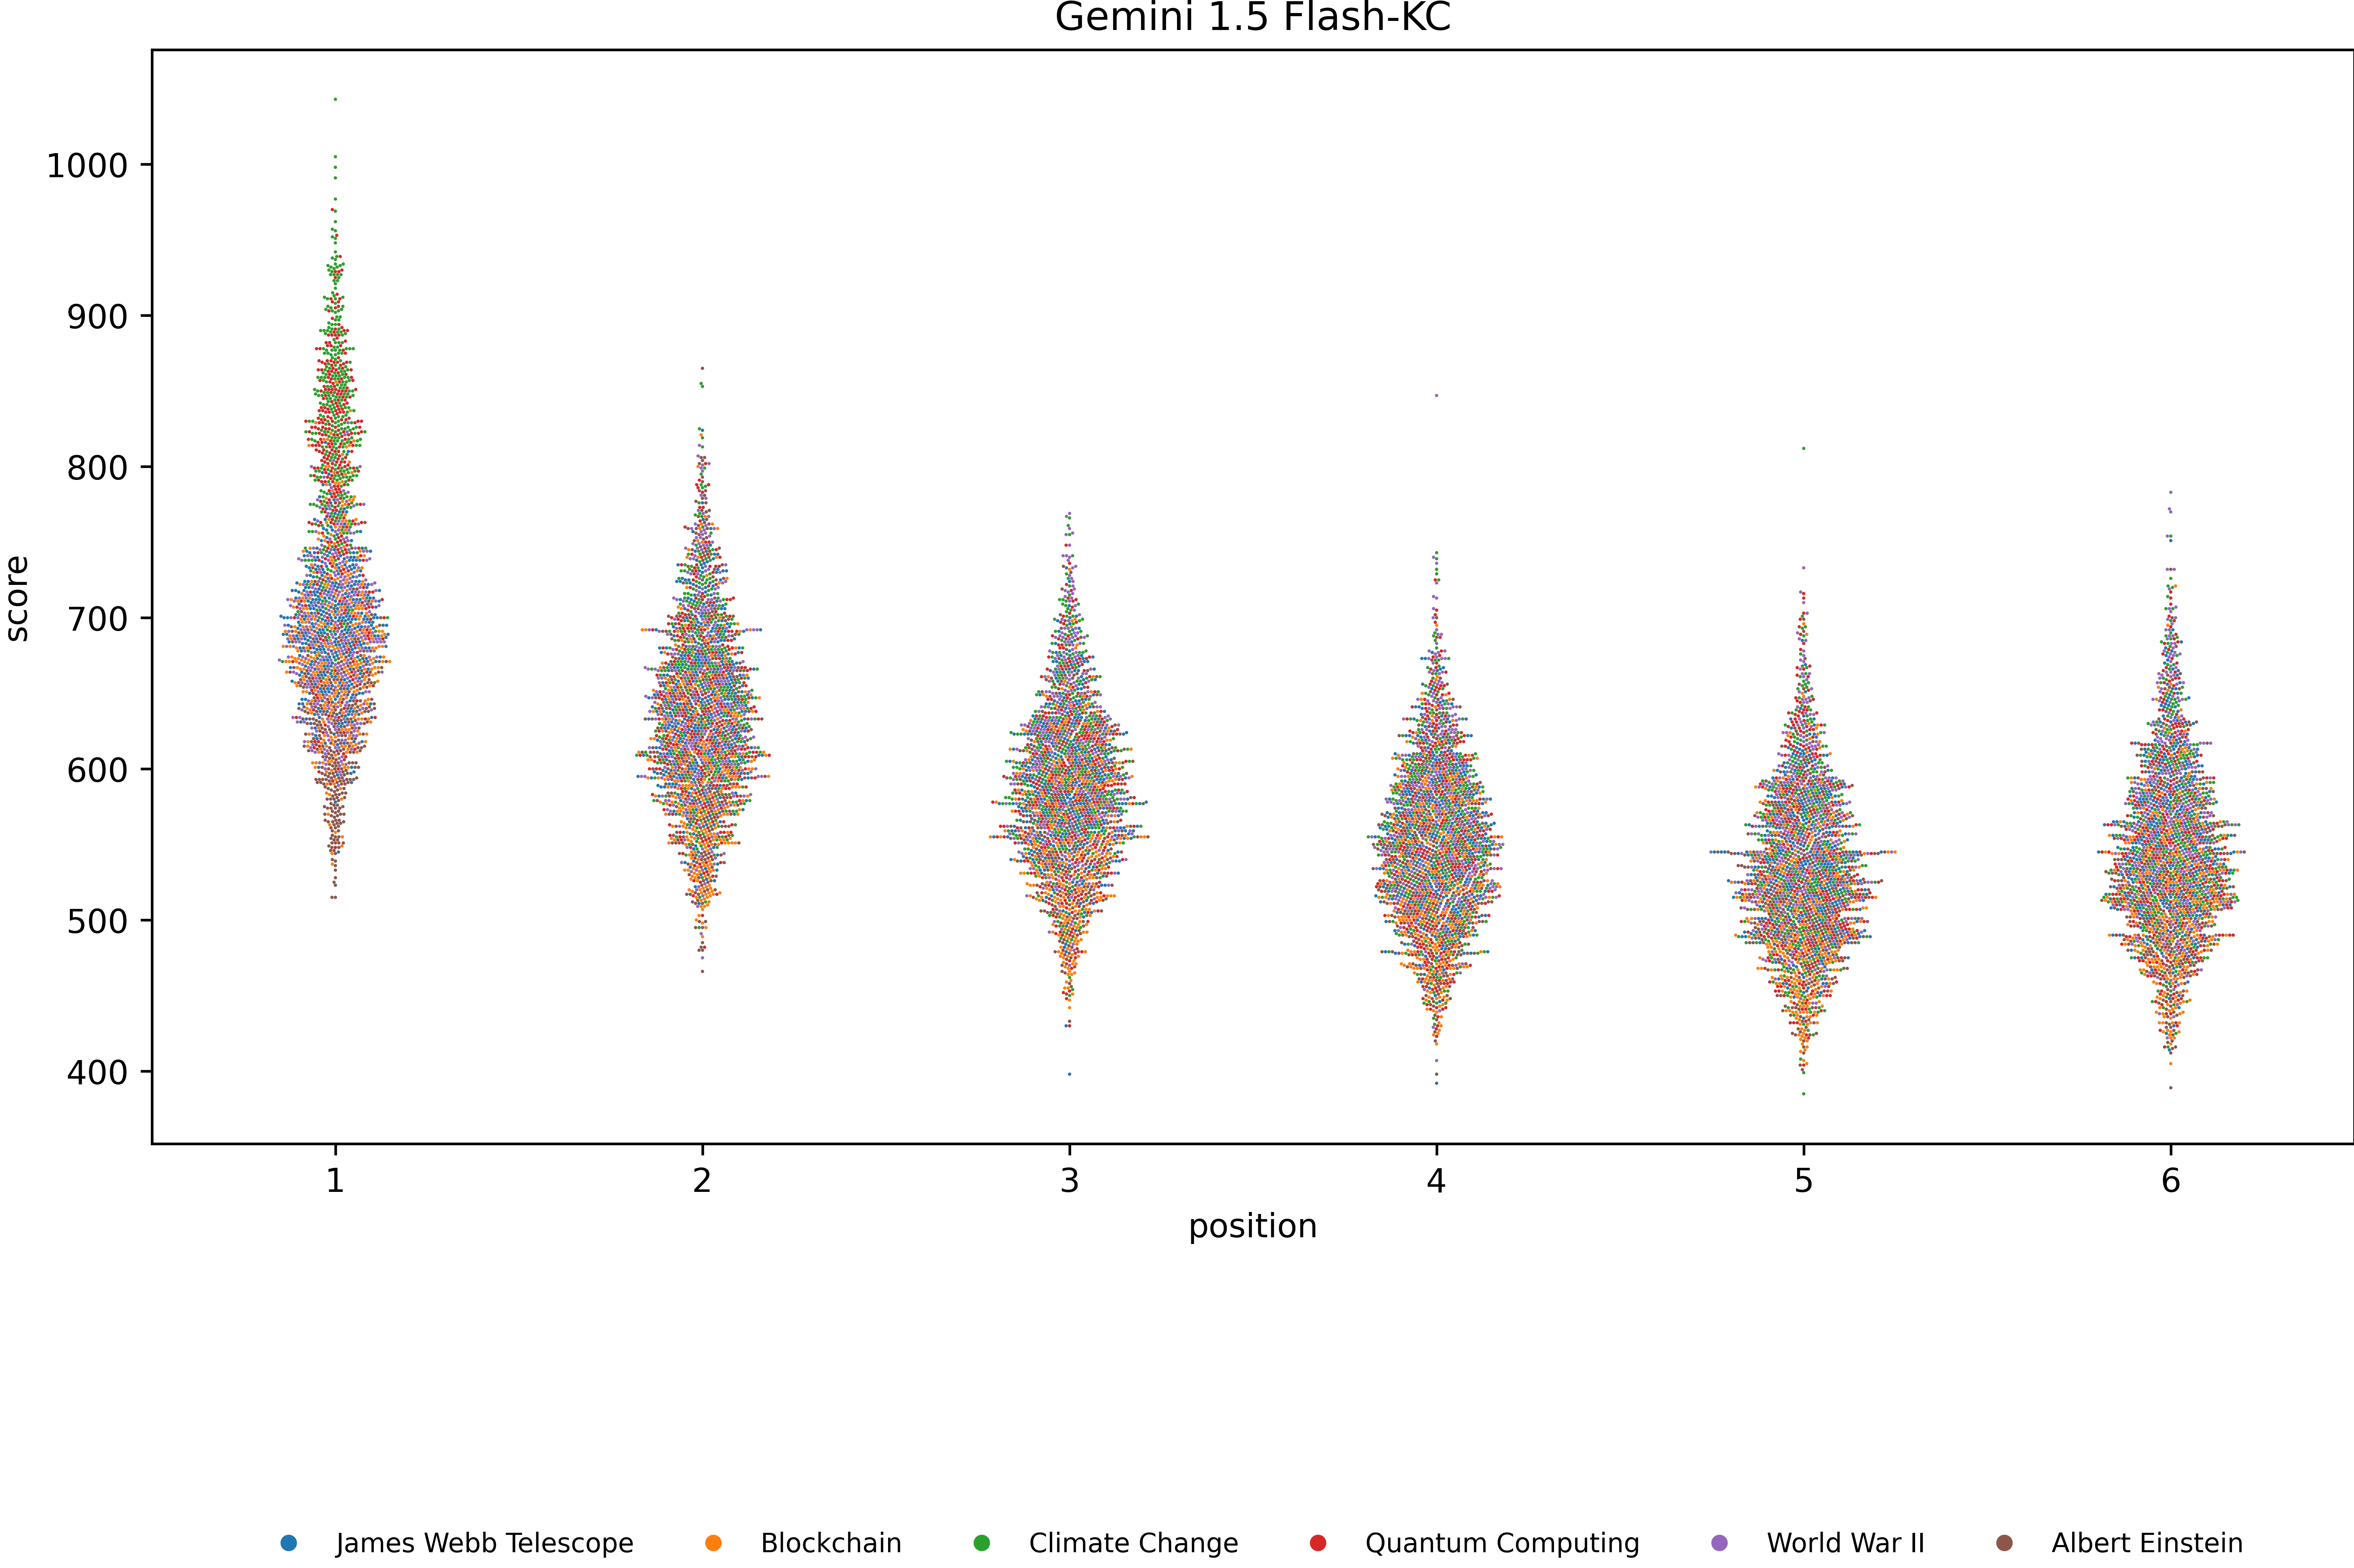 Gemini 1.5 Flash-KC
1000
900
800
700
600
500
400
score
1 2 3 4 5 6
position
James Webb Telescope Blockchain Climate Change Quantum Computing World War II Albert Einstein